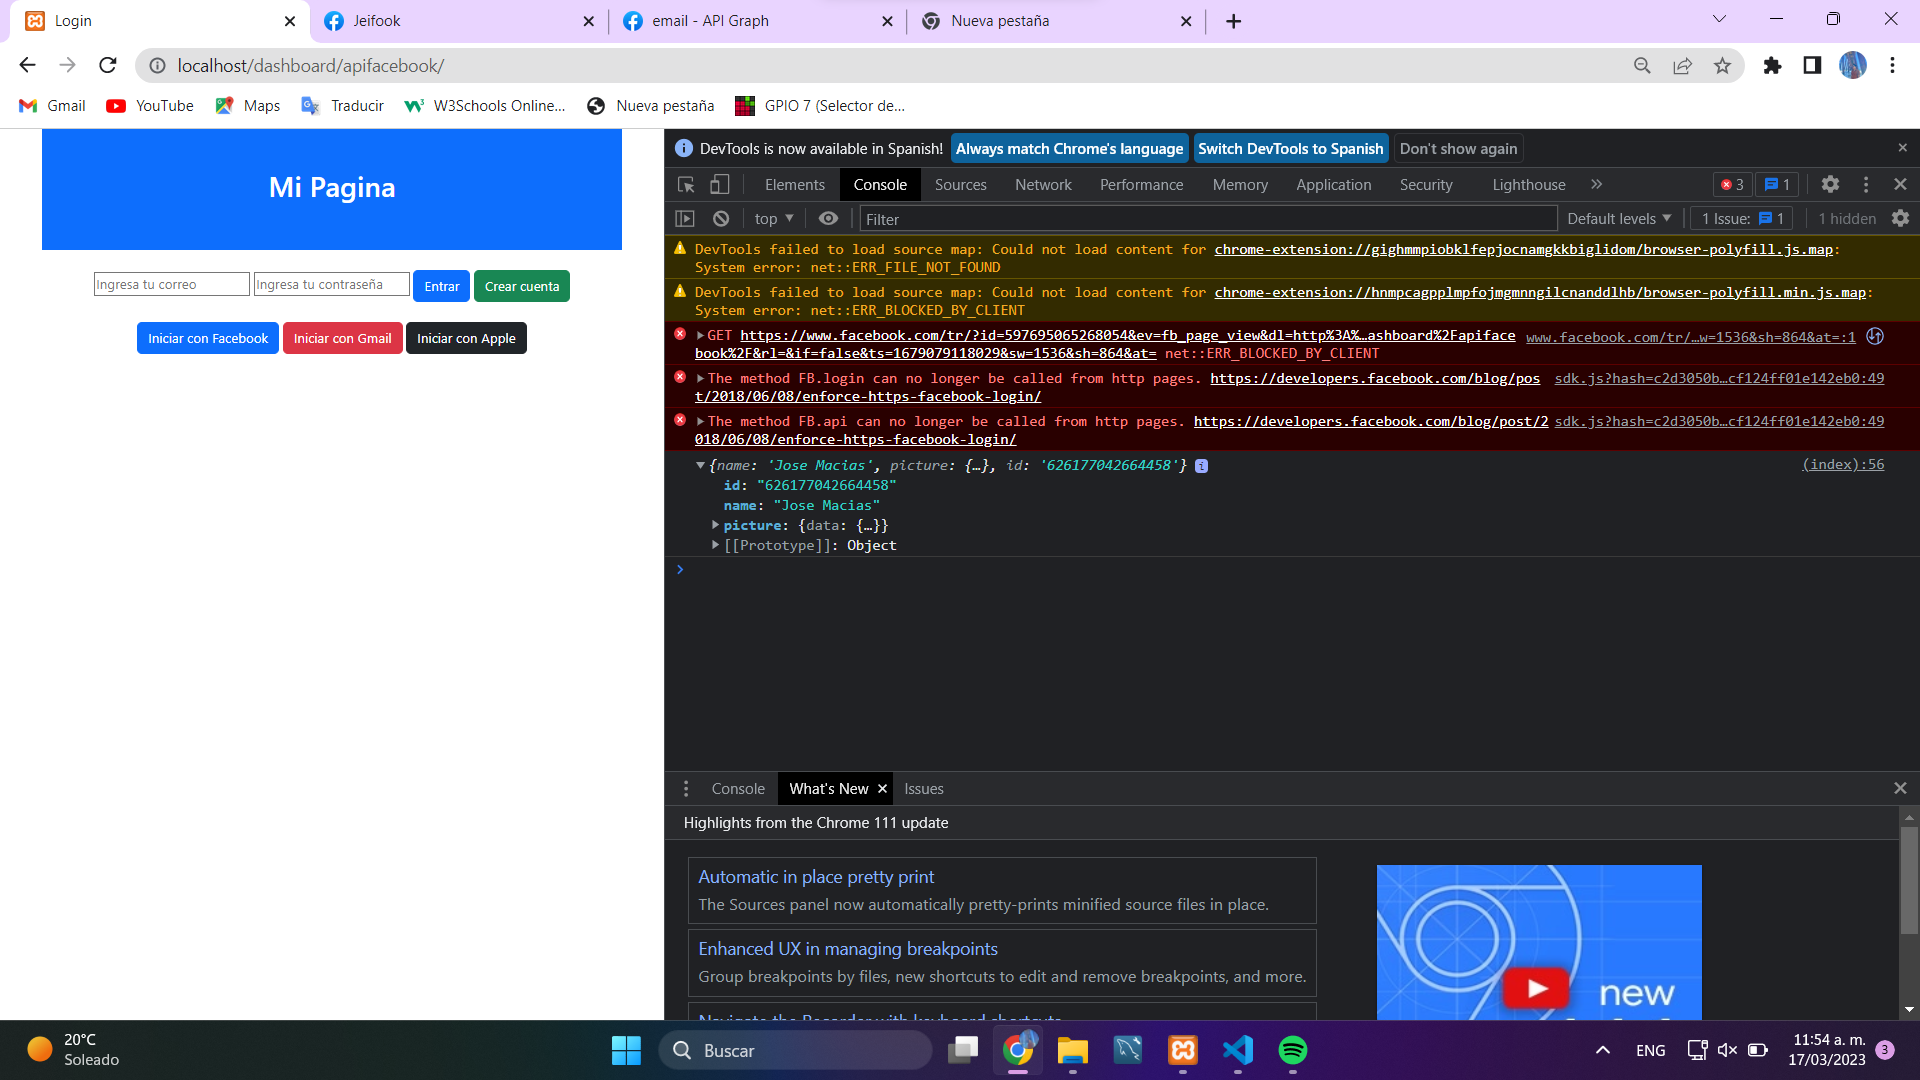 Login
Jeifook
email - API Graph
Nueva pestaña
localhost/dashboard/apifacebook/
Gmail
YouTube
Maps
Traducir
W3Schools Online...
Nueva pestaña
GPIO 7 (Selector de...
Mi Pagina
Ingresa tu correo
Ingresa tu contraseña
Entrar
Crear cuenta
Iniciar con Facebook
Iniciar con Gmail
Iniciar con Apple
DevTools is now available in Spanish!
Always match Chrome's language
Switch DevTools to Spanish
Don't show again
Elements
Console
Sources
Network
Performance
Memory
Application
Security
Lighthouse
3
1
top
Filter
Default levels
1 Issue: 1
1 hidden
DevTools failed to load source map: Could not load content for chrome-extension://gighmmpiobklfepjocnamgkkbiglidom/browser-polyfill.js.map:
System error: net::ERR_FILE_NOT_FOUND
DevTools failed to load source map: Could not load content for chrome-extension://hnmpcagpplmpfojmgmnngilcnanddlhb/browser-polyfill.min.js.map:
System error: net::ERR_BLOCKED_BY_CLIENT
GET https://www.facebook.com/tr/?id=597695065268054&ev=fb_page_view&dl=http%3A%…ashboard%2Fapiface www.facebook.com/tr/…w=1536&sh=864&at=:1
book%2F&rl=&if=false&ts=1679079118029&sw=1536&sh=864&at= net::ERR_BLOCKED_BY_CLIENT
The method FB.login can no longer be called from http pages. https://developers.facebook.com/blog/pos sdk.js?hash=c2d3050b…cf124ff01e142eb0:49
t/2018/06/08/enforce-https-facebook-login/
The method FB.api can no longer be called from http pages. https://developers.facebook.com/blog/post/2 sdk.js?hash=c2d3050b…cf124ff01e142eb0:49
018/06/08/enforce-https-facebook-login/
{name: 'Jose Macias', picture: {…}, id: '626177042664458'} i (index):56
id: "626177042664458"
name: "Jose Macias"
picture: {data: {…}}
[[Prototype]]: Object
Console
What's New
Issues
Highlights from the Chrome 111 update
Automatic in place pretty print
The Sources panel now automatically pretty-prints minified source files in place.
Enhanced UX in managing breakpoints
Group breakpoints by files, new shortcuts to edit and remove breakpoints, and more.
Navigate the Recorder with keyboard shortcuts
new
20°C
Soleado
Buscar
ENG
11:54 a. m.
17/03/2023
3